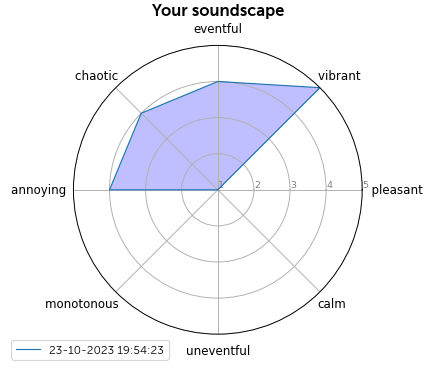 Your soundscape
eventful
chaotic
vibrant
annoying
1 2 3 4 5
pleasant
monotonous
calm
uneventful
23-10-2023 19:54:23